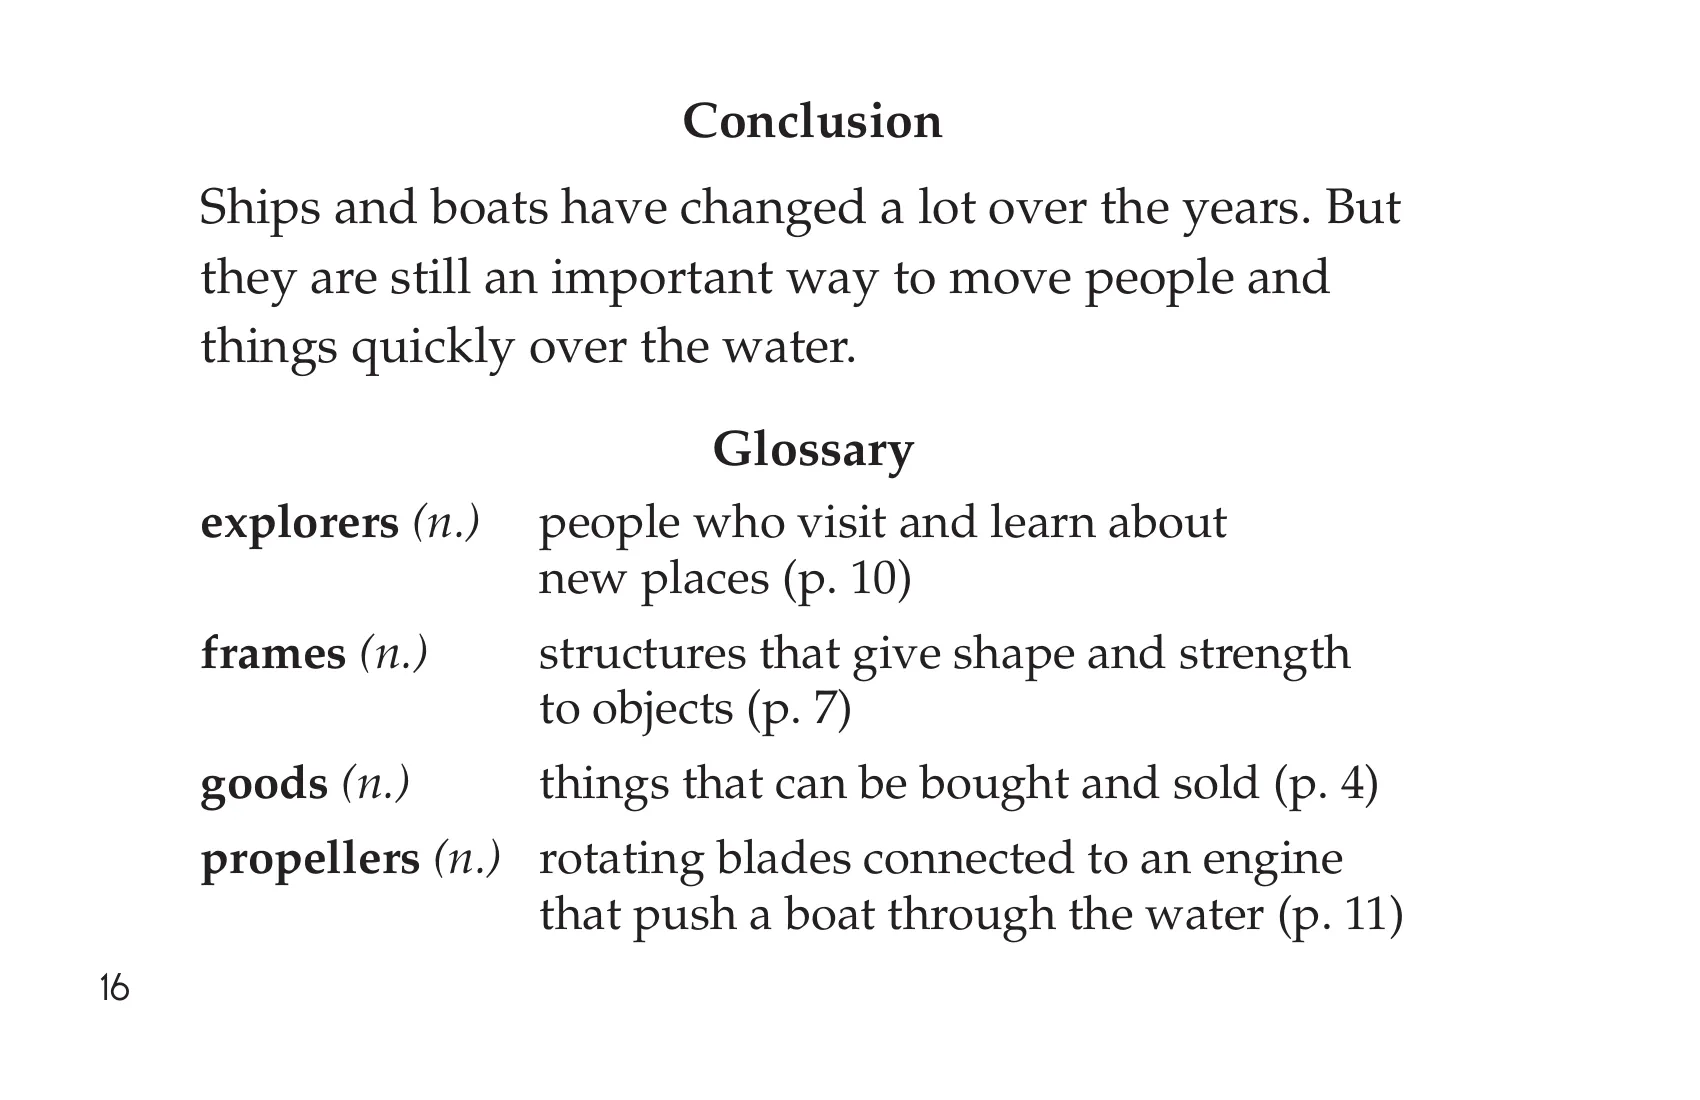 Conclusion
Ships and boats have changed a lot over the years. But
they are still an important way to move people and
things quickly over the water.
Glossary
explorers (n.) people who visit and learn about
new places (p. 10)
frames (n.) structures that give shape and strength
to objects (p. 7)
goods (n.) things that can be bought and sold (p. 4)
propellers (n.) rotating blades connected to an engine
that push a boat through the water (p. 11)
16